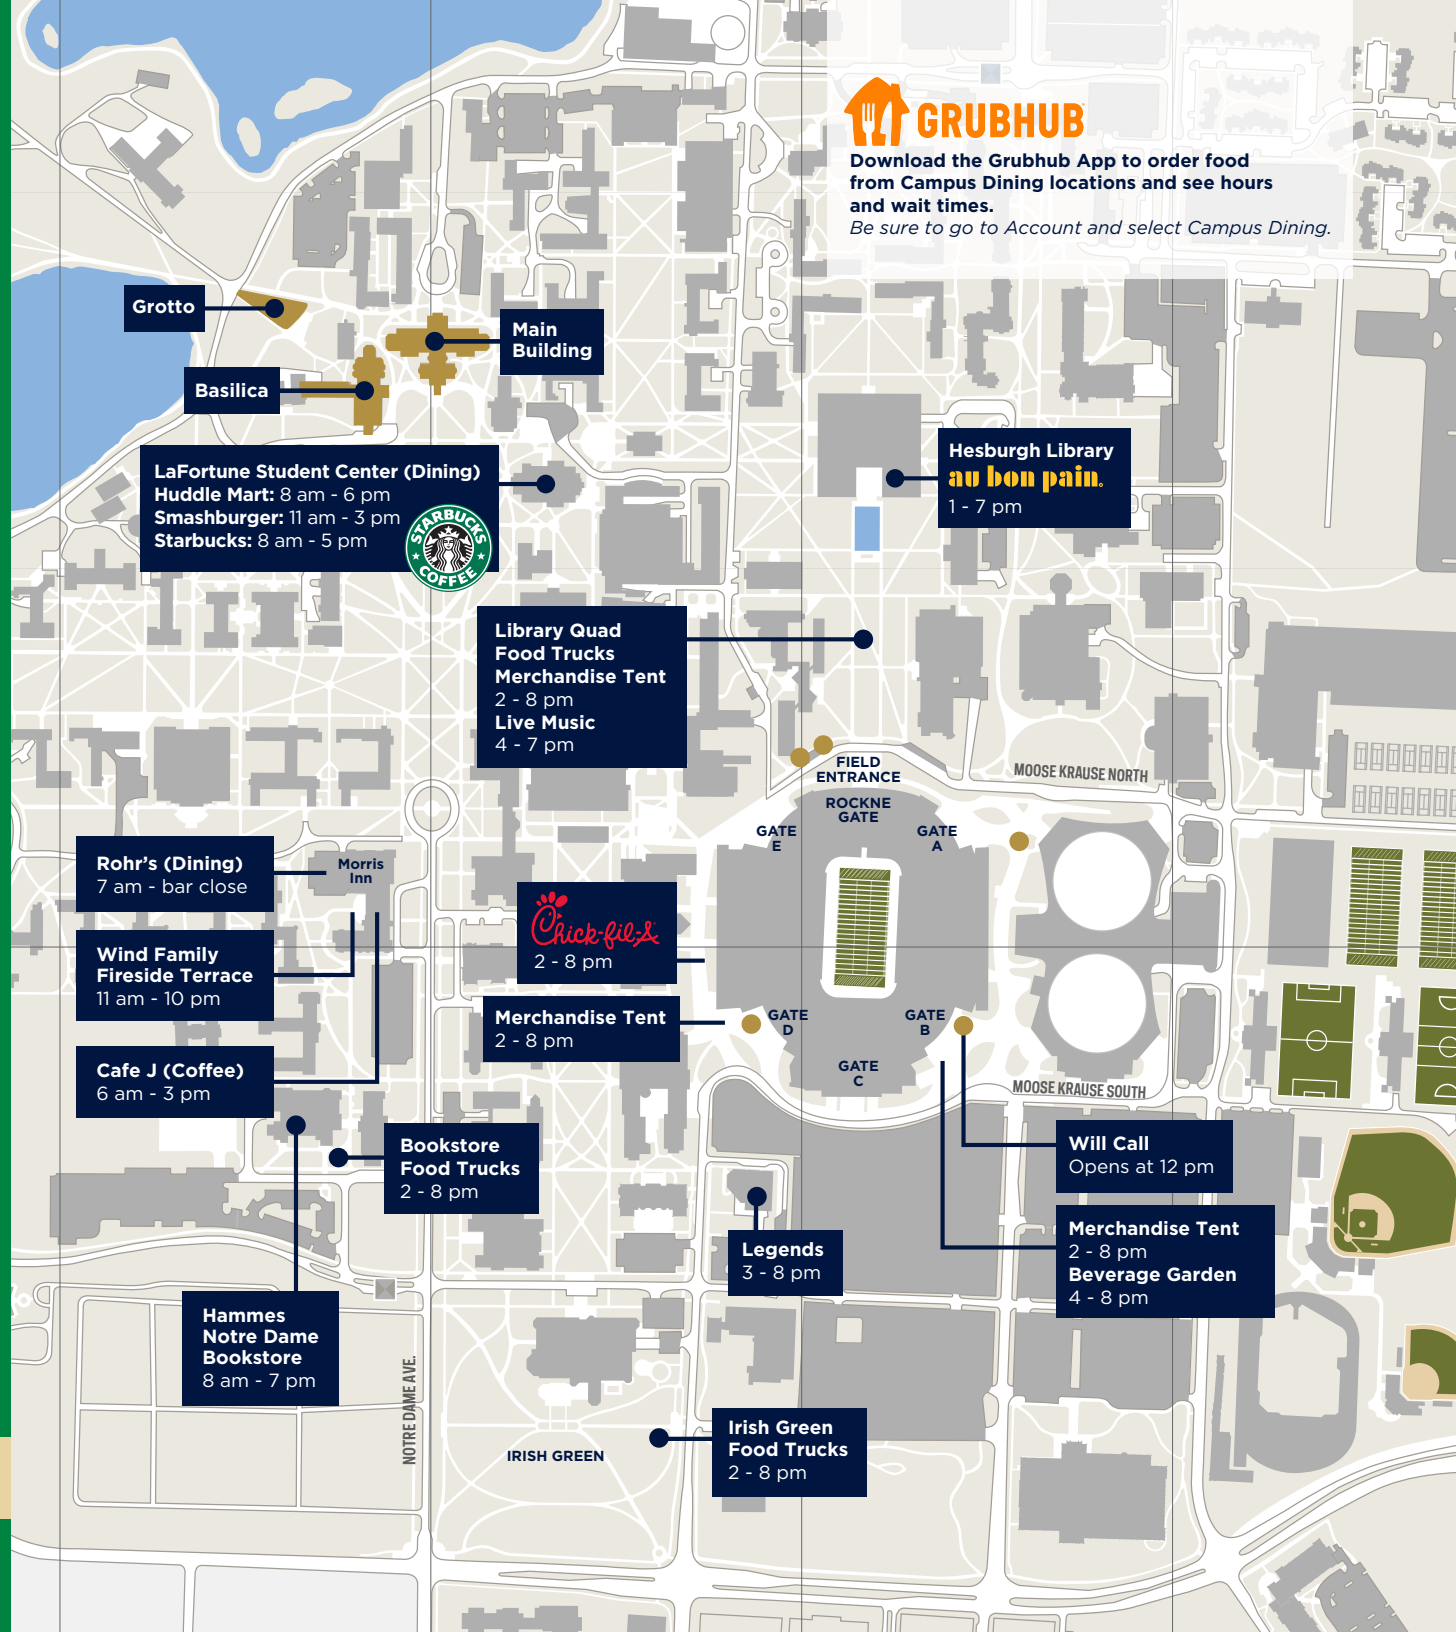 GRUBHUB
Download the Grubhub App to order food
from Campus Dining locations and see hours
and wait times.
Be sure to go to Account and select Campus Dining.
Grotto
Main
Building
Basilica
LaFortune Student Center (Dining)
Huddle Mart: 8 am - 6 pm
Smashburger: 11 am - 3 pm
Starbucks: 8 am - 5 pm
STARBUCKS
COFFEE
Hesburgh Library
au bon pain.
1 - 7 pm
Library Quad
Food Trucks
Merchandise Tent
2 - 8 pm
Live Music
4 - 7 pm
FIELD
ENTRANCE
ROCKNE
GATE
GATE
E
GATE
A
MOOSE KRAUSE NORTH
Rohr's (Dining)
7 am - bar close
Morris
Inn
Chick-fil-A
2 - 8 pm
Wind Family
Fireside Terrace
11 am - 10 pm
Merchandise Tent
2 - 8 pm
GATE
D
GATE
B
GATE
C
MOOSE KRAUSE SOUTH
Cafe J (Coffee)
6 am - 3 pm
Bookstore
Food Trucks
2 - 8 pm
Will Call
Opens at 12 pm
Merchandise Tent
2 - 8 pm
Beverage Garden
4 - 8 pm
Legends
3 - 8 pm
Hammes
Notre Dame
Bookstore
8 am - 7 pm
NOTRE DAME AVE.
IRISH GREEN
Irish Green
Food Trucks
2 - 8 pm